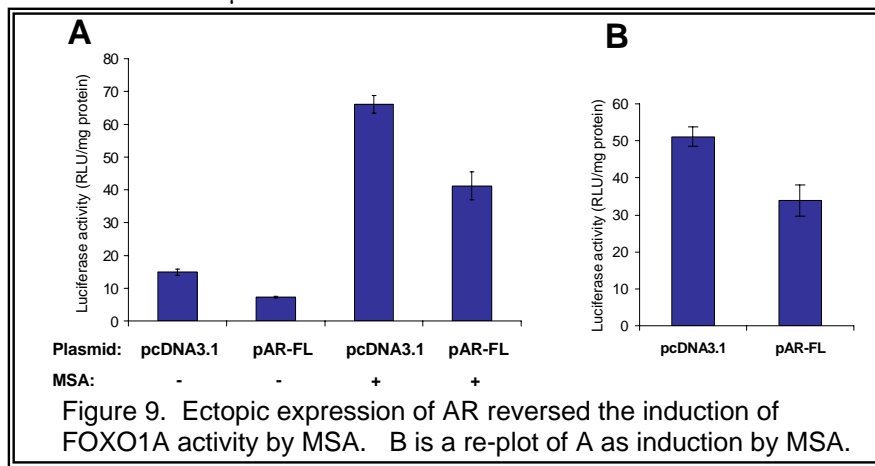 A
B
Luciferase activity (RLU/mg protein)
80
70
60
50
40
30
20
10
0
Plasmid: pcDNA3.1 pAR-FL pcDNA3.1 pAR-FL
MSA: - - + +
Luciferase activity (RLU/mg protein)
60
50
40
30
20
10
0
pcDNA3.1 pAR-FL
Figure 9. Ectopic expression of AR reversed the induction of
FOXO1A activity by MSA. B is a re-plot of A as induction by MSA.